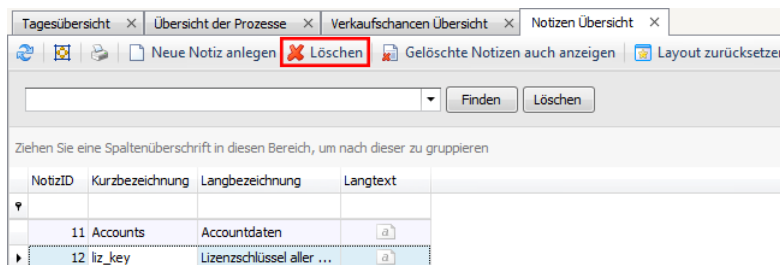 Tagesübersicht Übersicht der Prozesse Verkaufschancen Übersicht Notizen Übersicht
Neue Notiz anlegen Löschen Gelöschte Notizen auch anzeigen Layout zurücksetzen
Finden Löschen
Ziehen Sie eine Spaltenüberschrift in diesen Bereich, um nach dieser zu gruppieren
NotizID Kurzbezeichnung Langbezeichnung Langtext
11 Accounts Accountdaten a
12 liz_key Lizenzschlüssel aller ... a